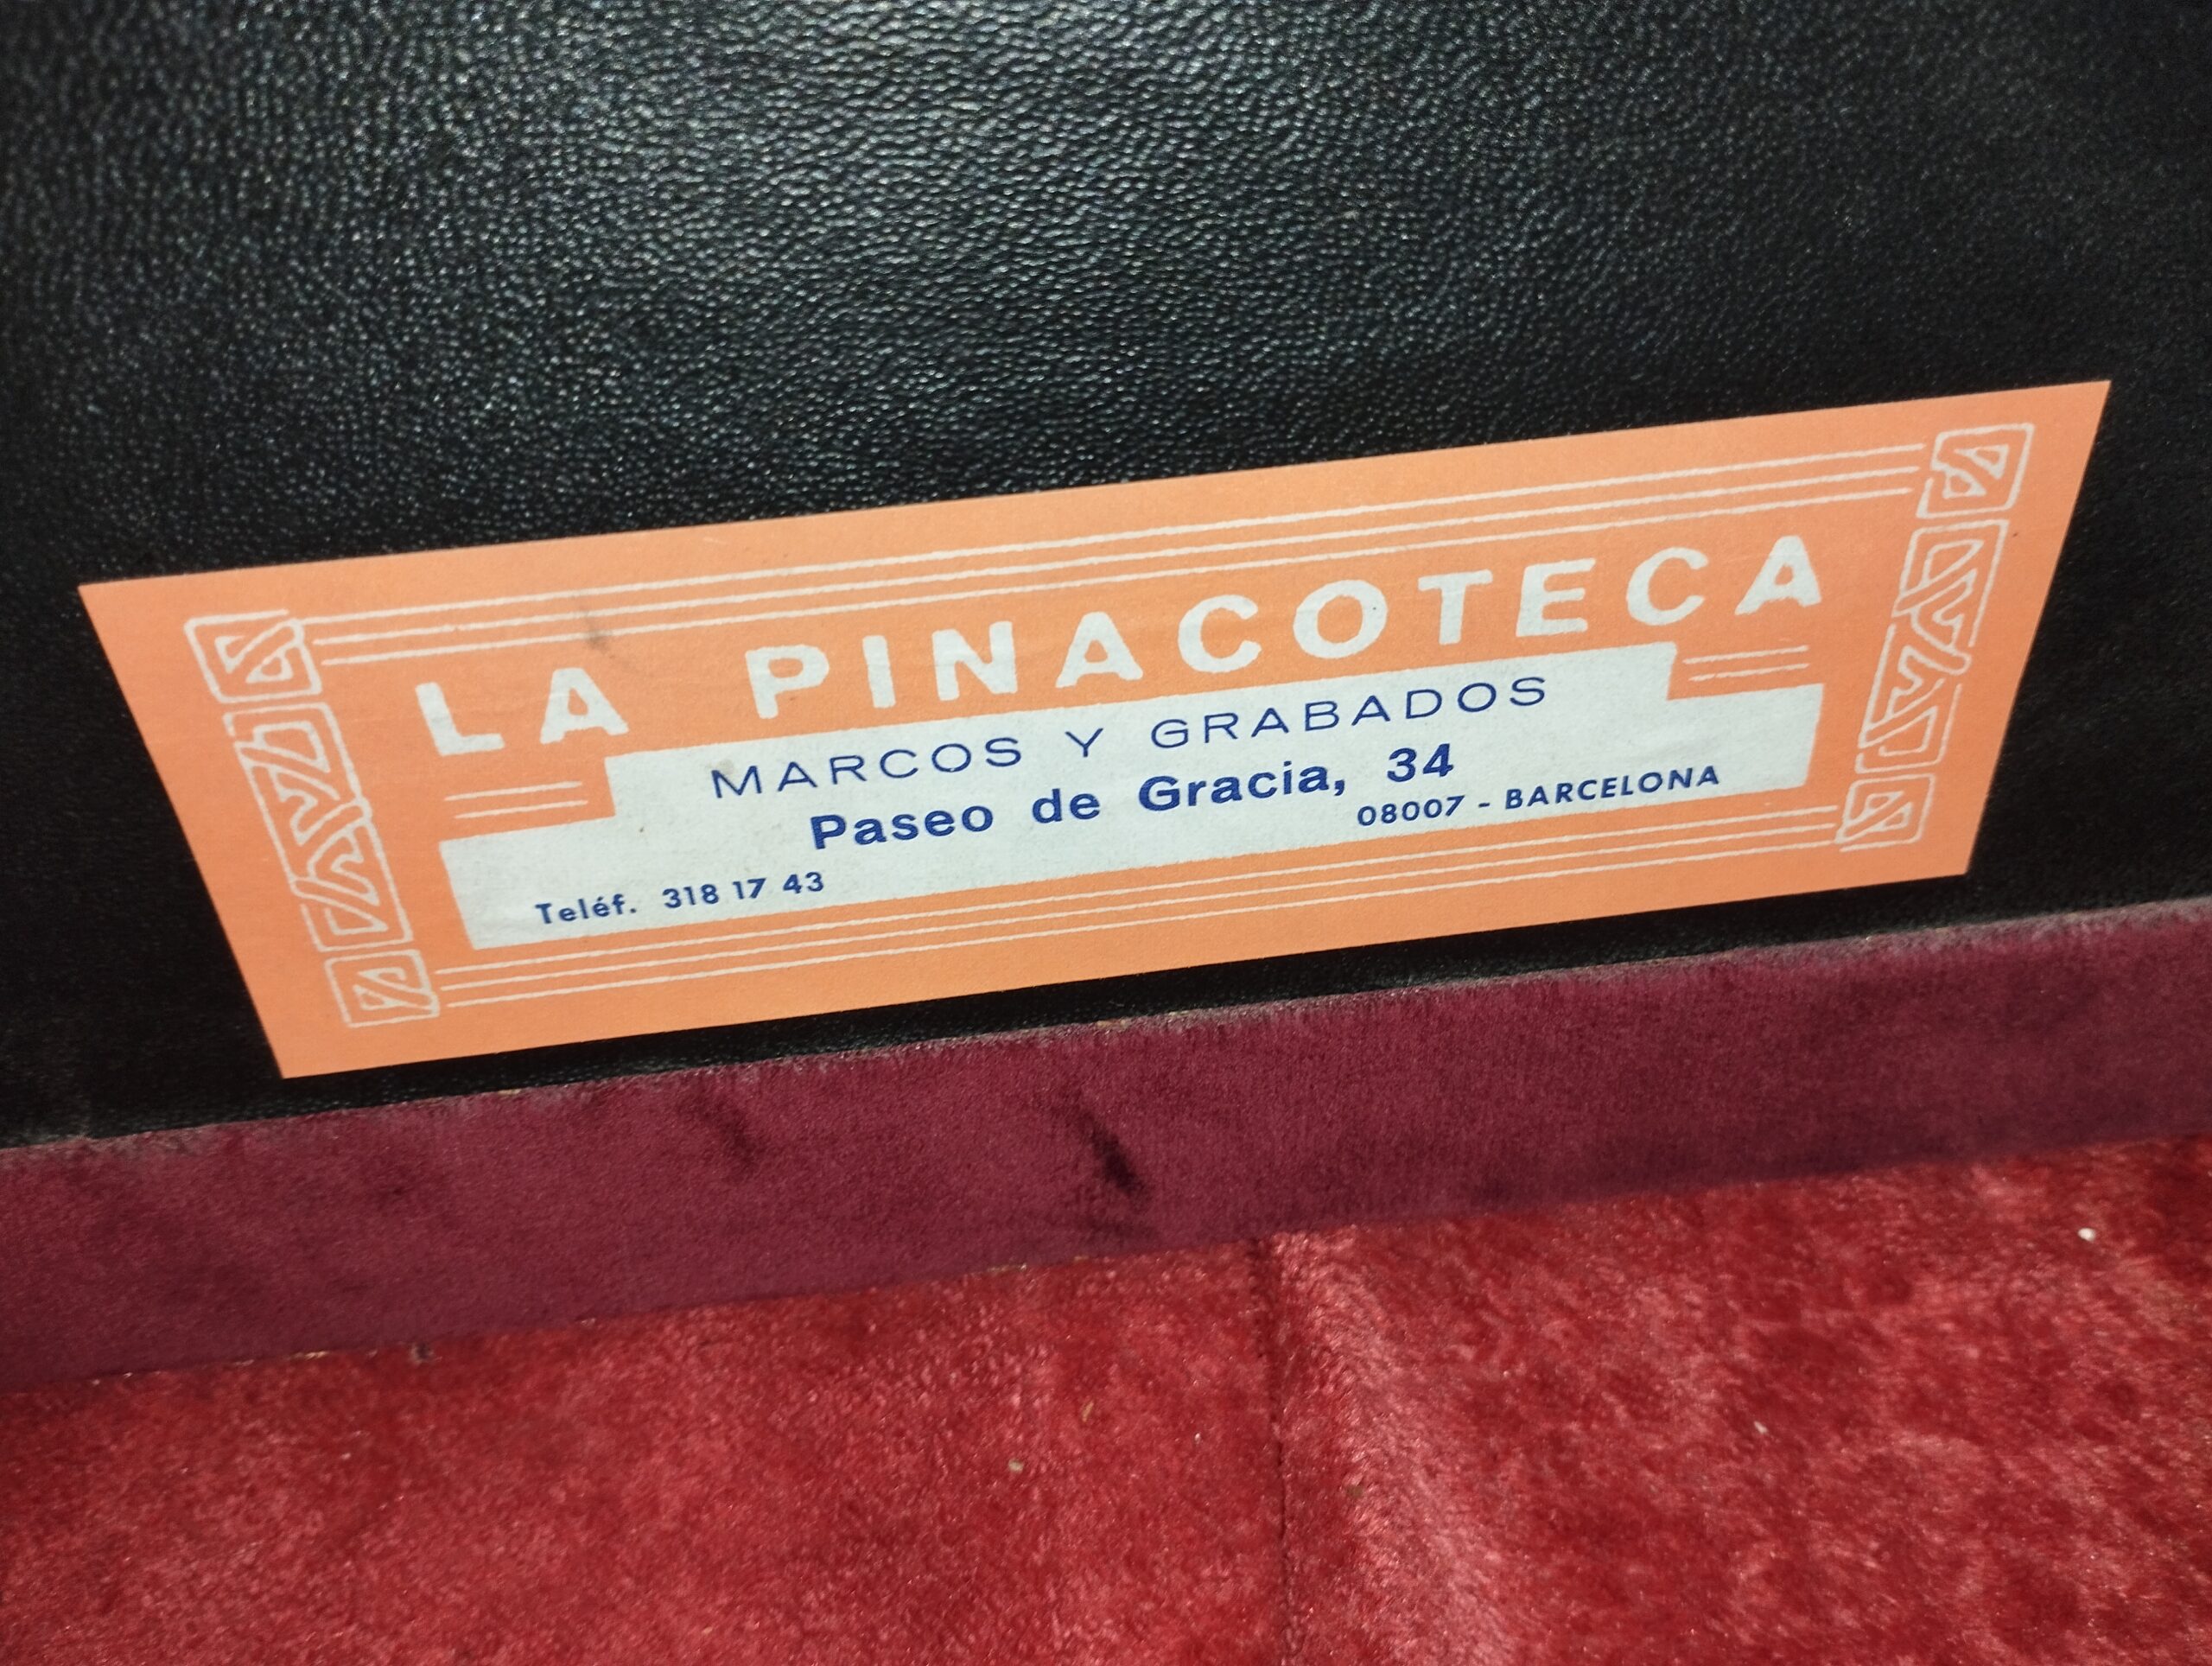 LA PINACOTECA
MARCOS Y GRABADOS
Paseo de Gracia, 34
Teléf. 318 17 43
08007 - BARCELONA